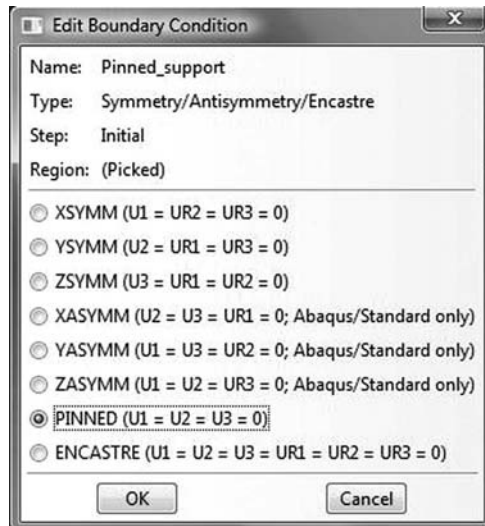 Edit Boundary Condition
Name: Pinned_support
Type: Symmetry/Antisymmetry/Encastre
Step: Initial
Region: (Picked)
XSYMM (U1 = UR2 = UR3 = 0)
YSYMM (U2 = UR1 = UR3 = 0)
ZSYMM (U3 = UR1 = UR2 = 0)
XASYMM (U2 = U3 = UR1 = 0; Abaqus/Standard only)
YASYMM (U1 = U3 = UR2 = 0; Abaqus/Standard only)
ZASYMM (U1 = U2 = UR3 = 0; Abaqus/Standard only)
PINNED (U1 = U2 = U3 = 0)
ENCASTRE (U1 = U2 = U3 = UR1 = UR2 = UR3 = 0)
OK Cancel